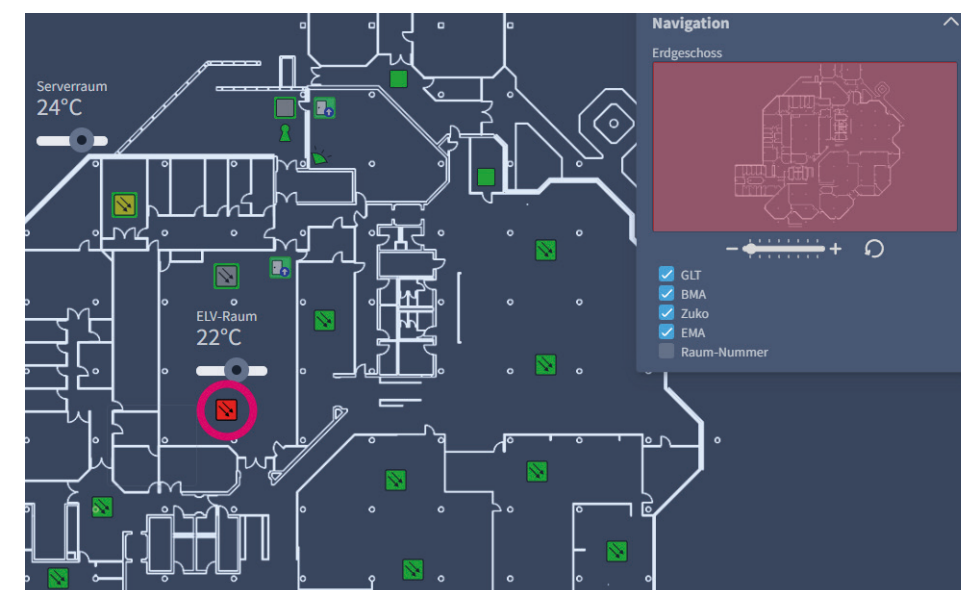 Navigation
Erdgeschoss
Serverraum
24°C
ELV-Raum
22°C
GLT
BMA
Zuko
EMA
Raum-Nummer